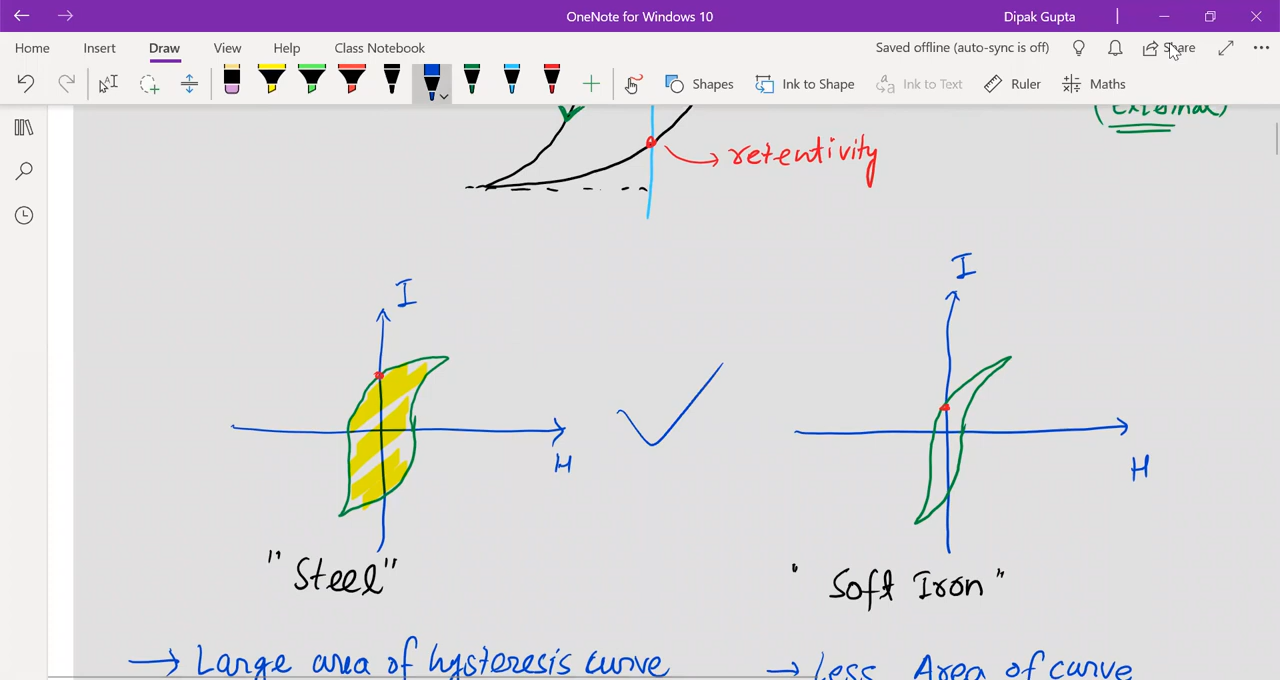 OneNote for Windows 10
Dipak Gupta
Home Insert Draw View Help Class Notebook
Saved offline (auto-sync is off) Share
Shapes Ink to Shape Ink to Text Ruler Maths
(External)
retentivity
I
I
H
H
"Steel"
"Soft Iron"
→ Large area of hysteresis curve
→ Less Area of curve